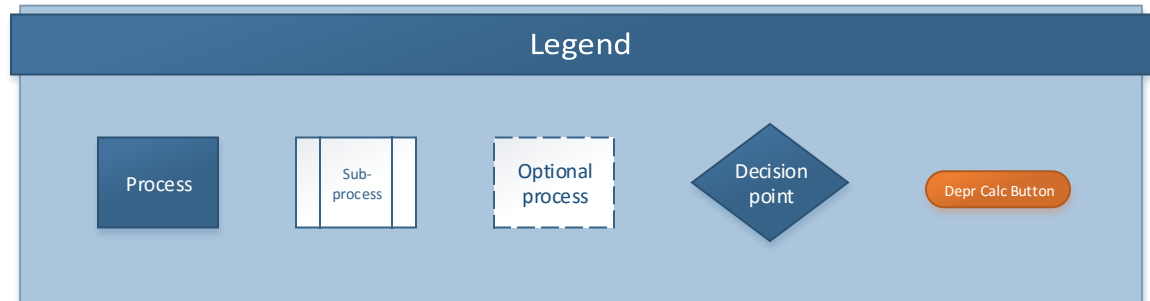 Legend
Process
Sub-
process
Optional
process
Decision
point
Depr Calc Button